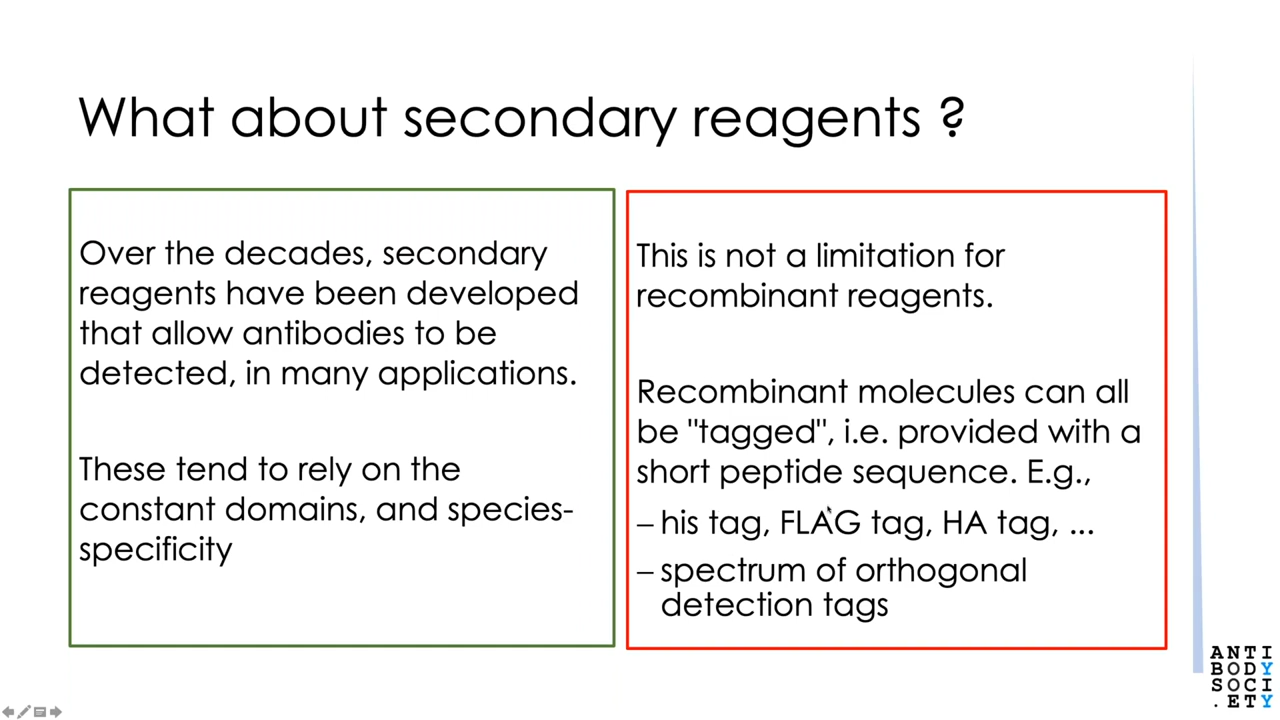 What about secondary reagents ?
Over the decades, secondary
reagents have been developed
that allow antibodies to be
detected, in many applications.
These tend to rely on the
constant domains, and species-
specificity
This is not a limitation for
recombinant reagents.
Recombinant molecules can all
be "tagged", i.e. provided with a
short peptide sequence. E.g.,
– his tag, FLAG tag, HA tag, ...
– spectrum of orthogonal
detection tags
ANTI
BODY
SOCI
.ETY